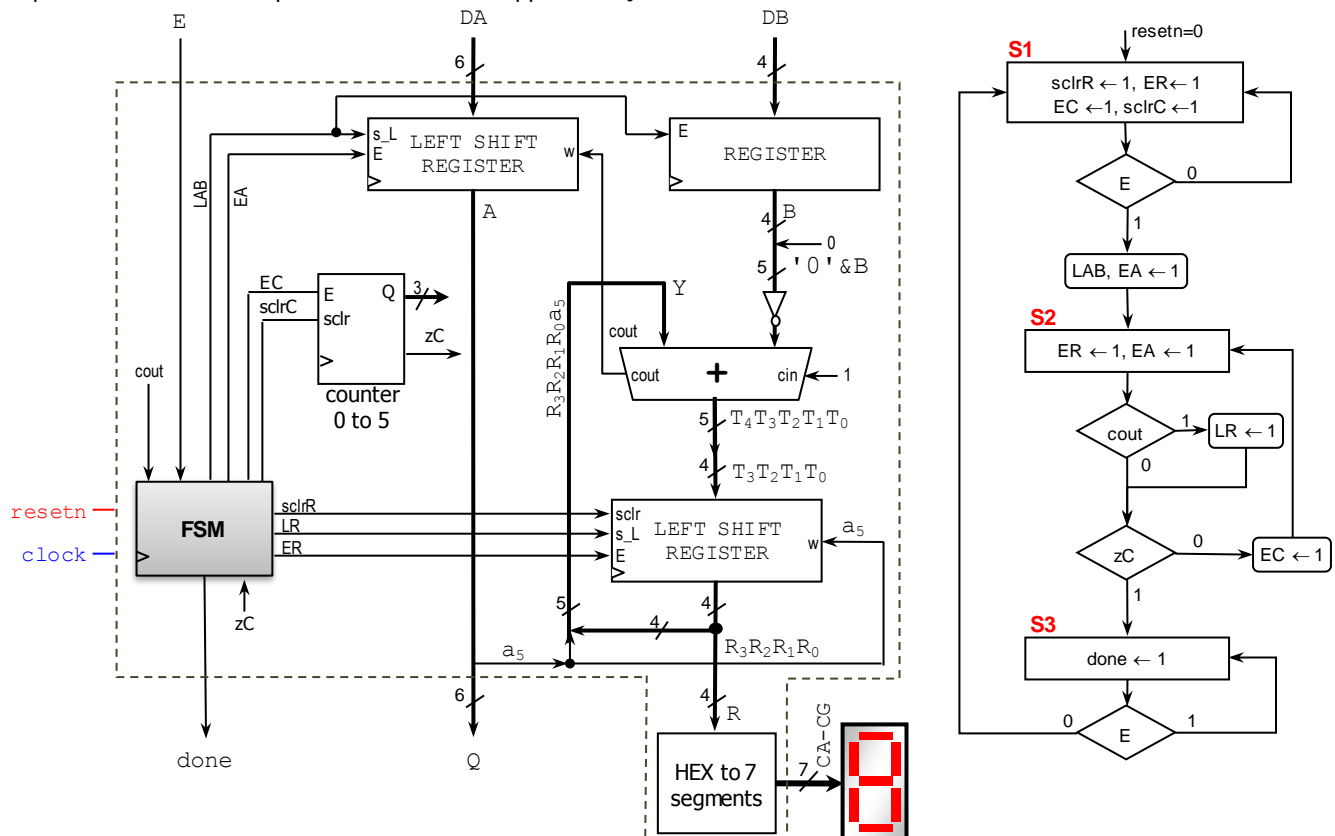 E
DA
DB
6
4
s_L
E
LEFT SHIFT
REGISTER
w
E
REGISTER
LAB
EA
A
B
4
0
5
'0'&B
EC
sclrC
E
sclr
Q
3
zC
counter
0 to 5
Y
R3R2R1R0a5
cout
cout
+
cin
1
5
T4T3T2T1T0
4
T3T2T1T0
cout
resetn
clock
FSM
sclrR
LR
ER
sclr
s_L
E
LEFT SHIFT
REGISTER
w
a5
zC
5
4
4
R3R2R1R0
a5
6
4
R
done
Q
HEX to 7
segments
7
CA-CG
resetn=0
S1
sclrR ← 1, ER← 1
EC ←1, sclrC ←1
E
0
1
LAB, EA ← 1
S2
ER ← 1, EA ← 1
cout
1
LR ← 1
0
zC
0
EC ← 1
1
S3
done ← 1
0
E
1